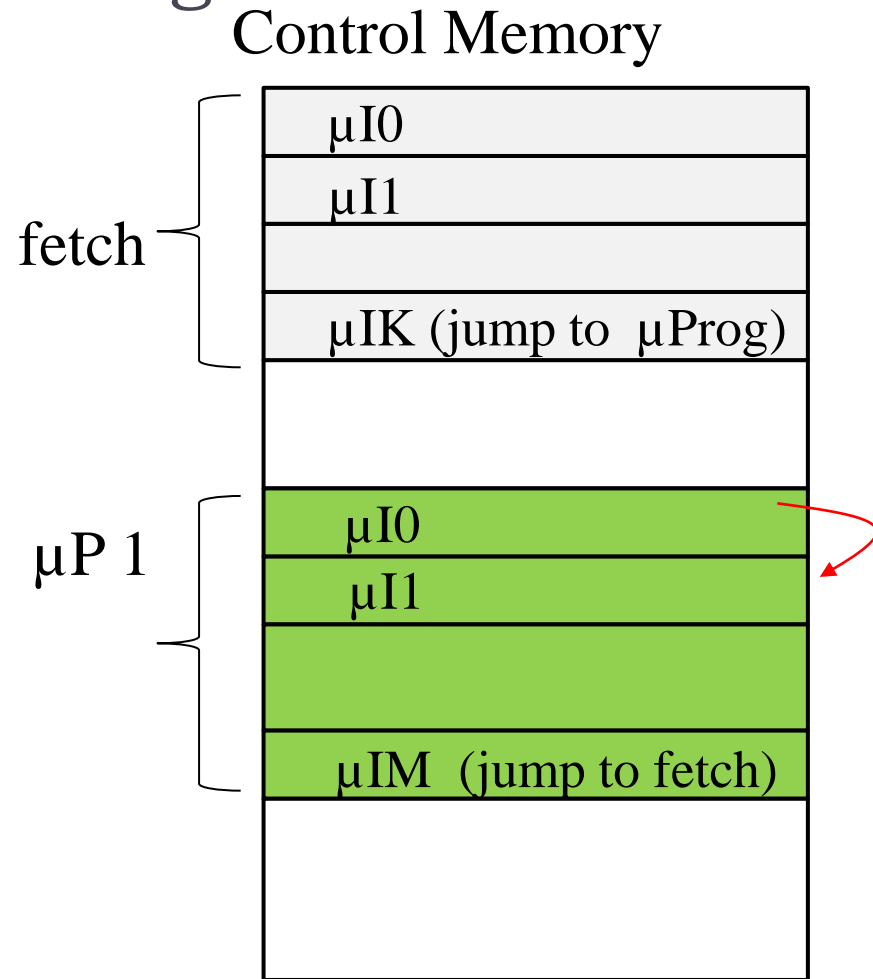 Control Memory
µI0
µI1
fetch
µIK (jump to µProg)
µI0
µP 1
µI1
µIM (jump to fetch)